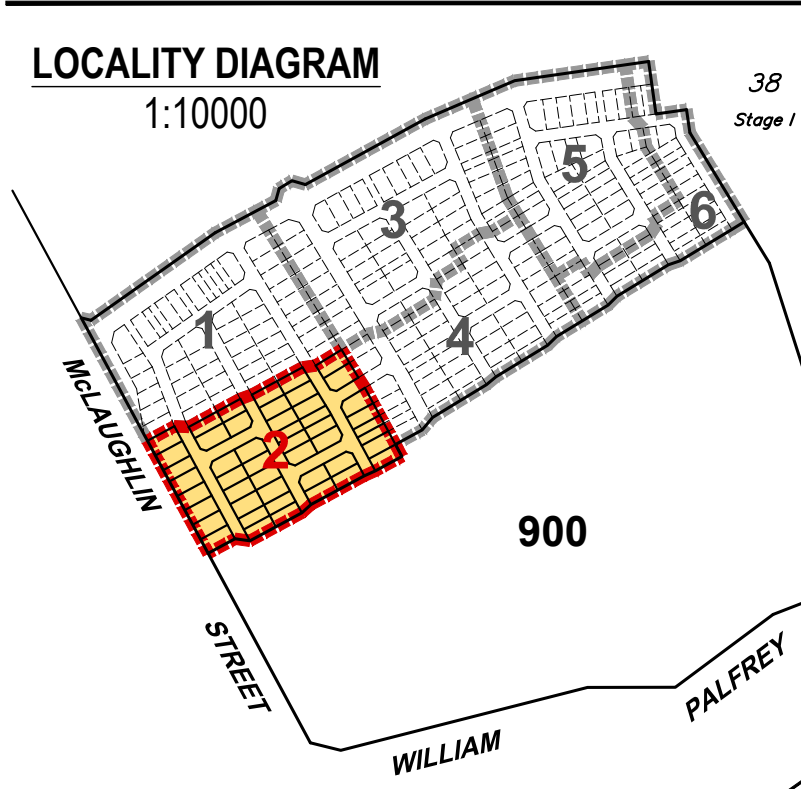 LOCALITY DIAGRAM
1:10000
38
Stage I
5
3
6
1
4
McLAUGHLIN
2
900
STREET
PALFREY
WILLIAM